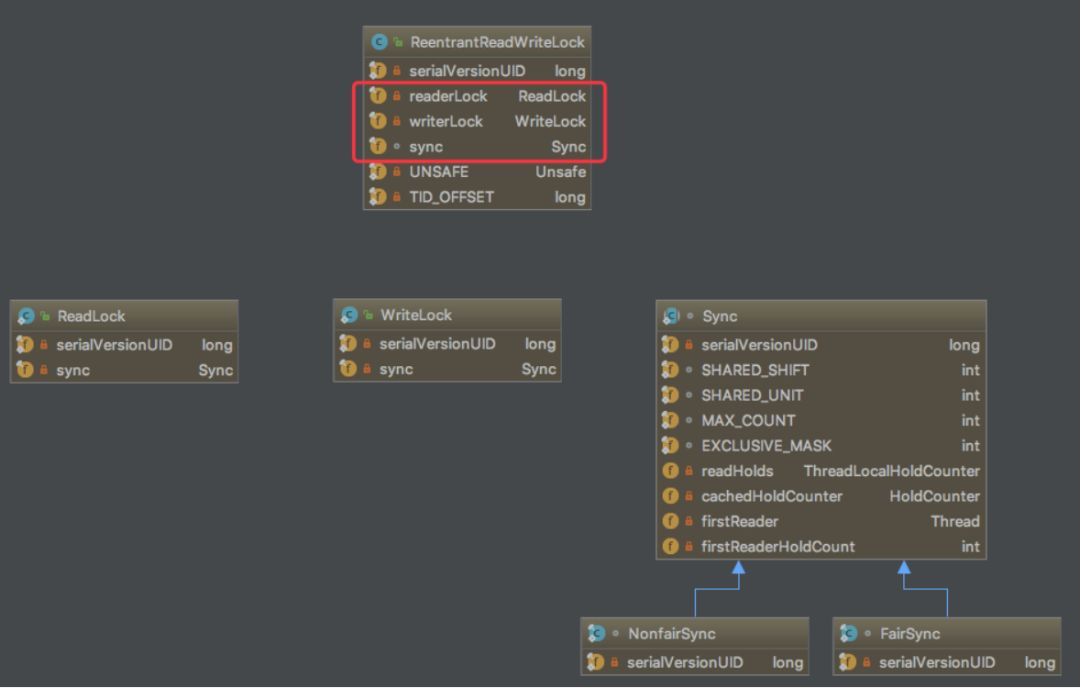 ReentrantReadWriteLock
serialVersionUID long
readerLock ReadLock
writerLock WriteLock
sync Sync
UNSAFE Unsafe
TID_OFFSET long
ReadLock
serialVersionUID long
sync Sync
WriteLock
serialVersionUID long
sync Sync
Sync
serialVersionUID long
SHARED_SHIFT int
SHARED_UNIT int
MAX_COUNT int
EXCLUSIVE_MASK int
readHolds ThreadLocalHoldCounter
cachedHoldCounter HoldCounter
firstReader Thread
firstReaderHoldCount int
NonfairSync
serialVersionUID long
FairSync
serialVersionUID long